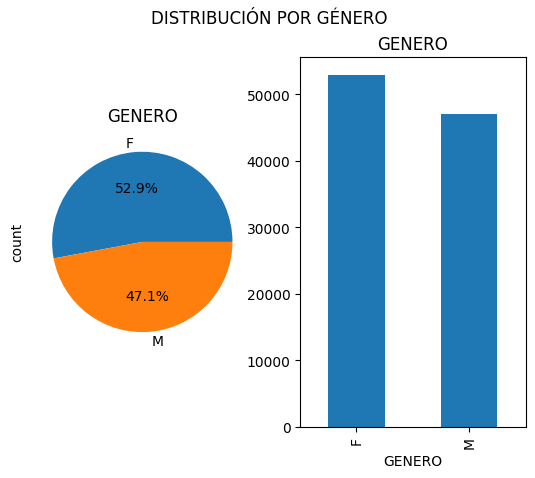 DISTRIBUCIÓN POR GÉNERO
GENERO
F
52.9%
47.1%
M
count
GENERO
50000
40000
30000
20000
10000
0
F
M
GENERO